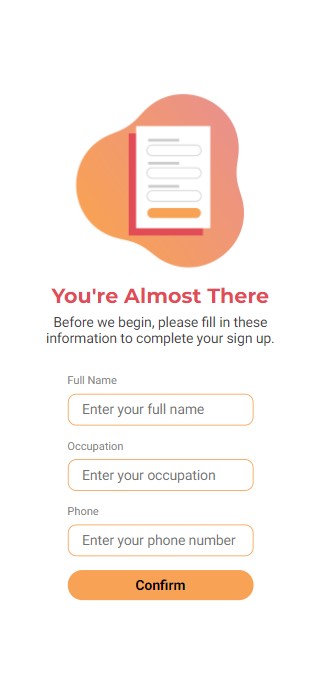 You're Almost There
Before we begin, please fill in these
information to complete your sign up.
Full Name
Enter your full name
Occupation
Enter your occupation
Phone
Enter your phone number
Confirm